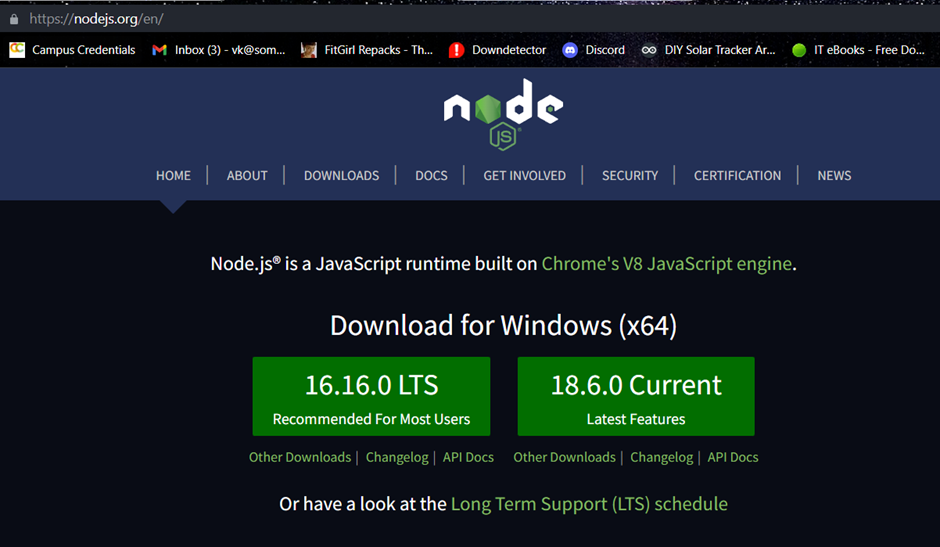 https://nodejs.org/en/
CC Campus Credentials Inbox (3) - vk@som... FitGirl Repacks - Th... Downdetector Discord DIY Solar Tracker Ar... IT eBooks - Free Do...
node
JS
HOME ABOUT DOWNLOADS DOCS GET INVOLVED SECURITY CERTIFICATION NEWS
Node.js® is a JavaScript runtime built on Chrome's V8 JavaScript engine.
Download for Windows (x64)
16.16.0 LTS 18.6.0 Current
Recommended For Most Users Latest Features
Other Downloads | Changelog | API Docs Other Downloads | Changelog | API Docs
Or have a look at the Long Term Support (LTS) schedule